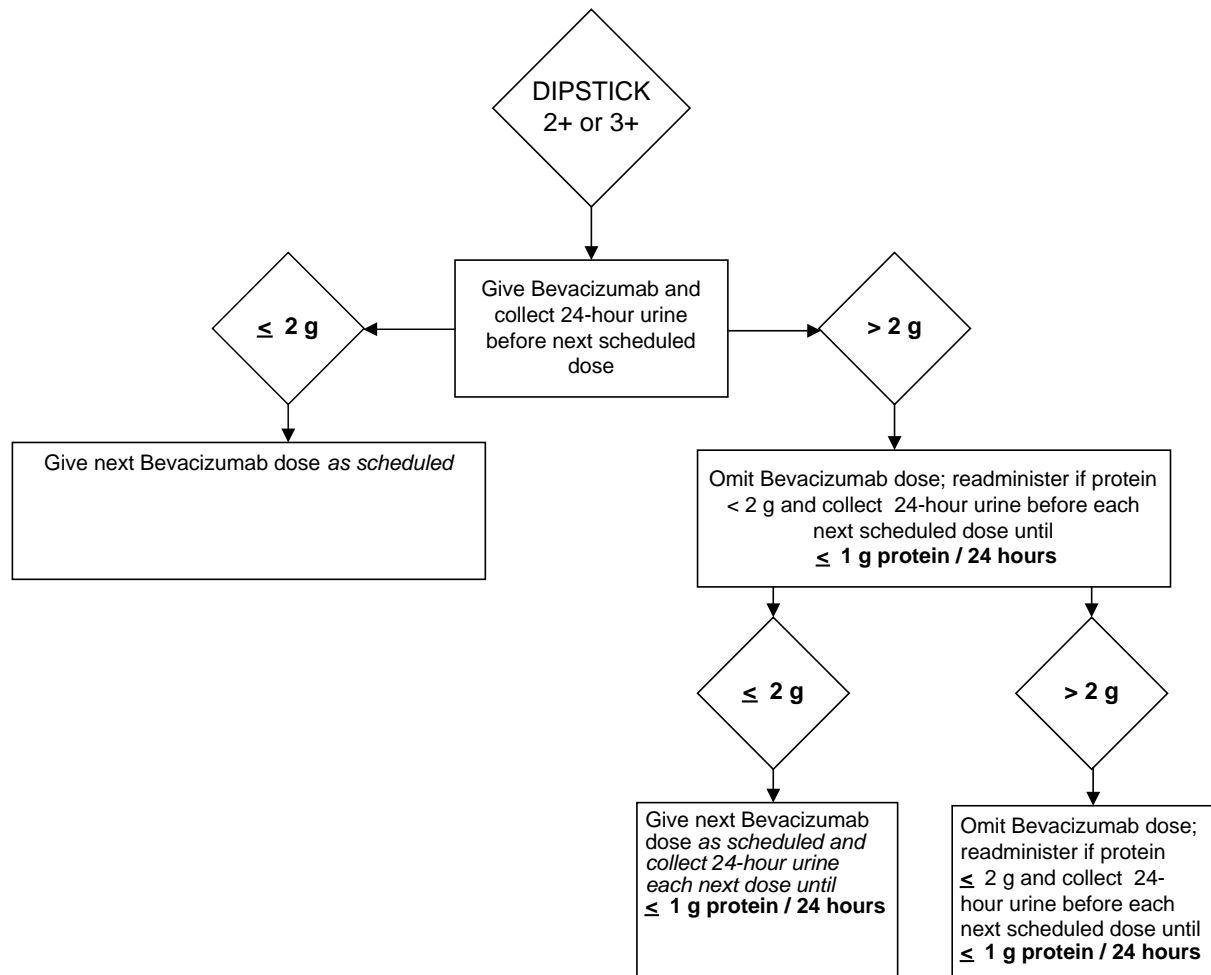 DIPSTICK
2+ or 3+
Give Bevacizumab and
collect 24-hour urine
before next scheduled
dose
≤ 2 g
> 2 g
Give next Bevacizumab dose as scheduled
Omit Bevacizumab dose; readminister if protein
< 2 g and collect 24-hour urine before each
next scheduled dose until
≤ 1 g protein / 24 hours
≤ 2 g
> 2 g
Give next Bevacizumab
dose as scheduled and
collect 24-hour urine
each next dose until
≤ 1 g protein / 24 hours
Omit Bevacizumab dose;
readminister if protein
≤ 2 g and collect 24-
hour urine before each
next scheduled dose until
≤ 1 g protein / 24 hours